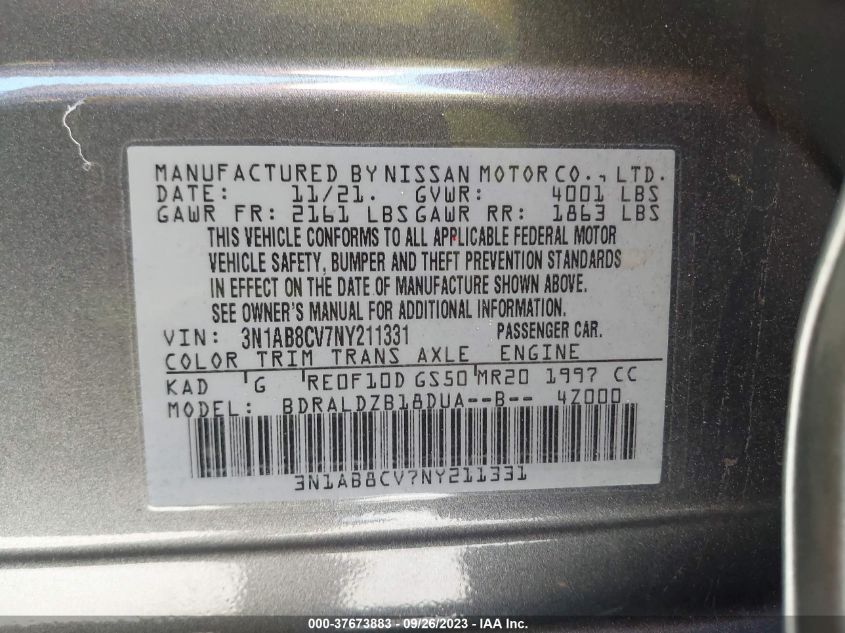 MANUFACTURED BY NISSAN MOTOR CO., LTD.
DATE: 11/21. GVWR: 4001 LBS
GAWR FR: 2161 LBS GAWR RR: 1863 LBS
THIS VEHICLE CONFORMS TO ALL APPLICABLE FEDERAL MOTOR
VEHICLE SAFETY, BUMPER AND THEFT PREVENTION STANDARDS
IN EFFECT ON THE DATE OF MANUFACTURE SHOWN ABOVE.
SEE OWNER'S MANUAL FOR ADDITIONAL INFORMATION.
VIN: 3N1AB8CV7NY211331 PASSENGER CAR.
COLOR TRIM TRANS AXLE ENGINE
KAD G RE0F10D GS50 MR20 1997 CC
MODEL: BDRALDZB18DUA--B-- 4Z000
3N1AB8CV7NY211331
000-37673883 - 09/26/2023 - IAA Inc.